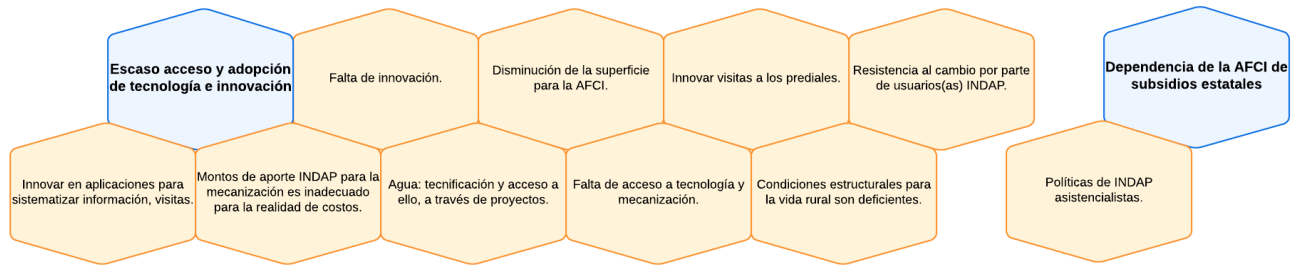 Escaso acceso y adopción
de tecnología e innovación
Falta de innovación.
Disminución de la superficie
para la AFCI.
Innovar visitas a los prediales.
Resistencia al cambio por parte
de usuarios(as) INDAP.
Dependencia de la AFCI de
subsidios estatales
Innovar en aplicaciones para
sistematizar información, visitas.
Montos de aporte INDAP para la
mecanización es inadecuado
para la realidad de costos.
Agua: tecnificación y acceso a
ello, a través de proyectos.
Falta de acceso a tecnología y
mecanización.
Condiciones estructurales para
la vida rural son deficientes.
Políticas de INDAP
asistencialistas.